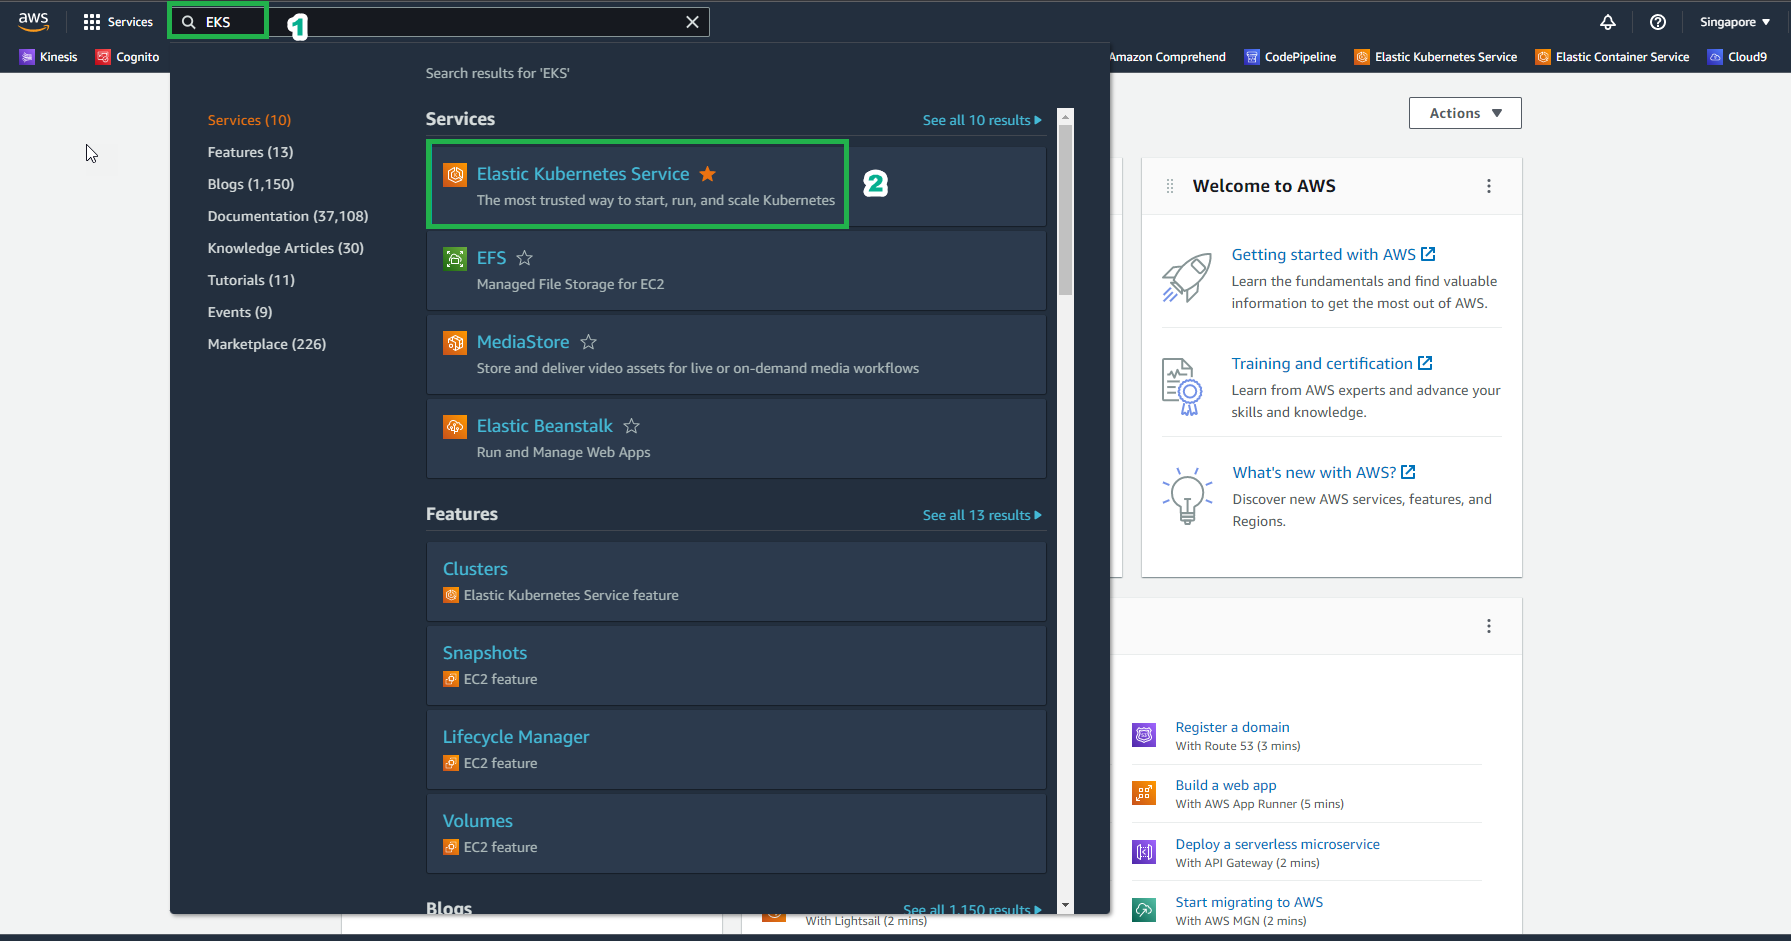 aws
Services
EKS
1
Singapore
Kinesis
Cognito
Amazon Comprehend
CodePipeline
Elastic Kubernetes Service
Elastic Container Service
Cloud9
Search results for 'EKS'
Services (10)
Features (13)
Blogs (1,150)
Documentation (37,108)
Knowledge Articles (30)
Tutorials (11)
Events (9)
Marketplace (226)
Services
See all 10 results
Elastic Kubernetes Service
The most trusted way to start, run, and scale Kubernetes
2
EFS
Managed File Storage for EC2
MediaStore
Store and deliver video assets for live or on-demand media workflows
Elastic Beanstalk
Run and Manage Web Apps
Features
See all 13 results
Clusters
Elastic Kubernetes Service feature
Snapshots
EC2 feature
Lifecycle Manager
EC2 feature
Volumes
EC2 feature
Blogs
See all 1,150 results
With Lightsail (2 mins)
Actions
Welcome to AWS
Getting started with AWS
Learn the fundamentals and find valuable
information to get the most out of AWS.
Training and certification
Learn from AWS experts and advance your
skills and knowledge.
What's new with AWS?
Discover new AWS services, features, and
Regions.
Register a domain
With Route 53 (3 mins)
Build a web app
With AWS App Runner (5 mins)
Deploy a serverless microservice
With API Gateway (2 mins)
Start migrating to AWS
With AWS MGN (2 mins)